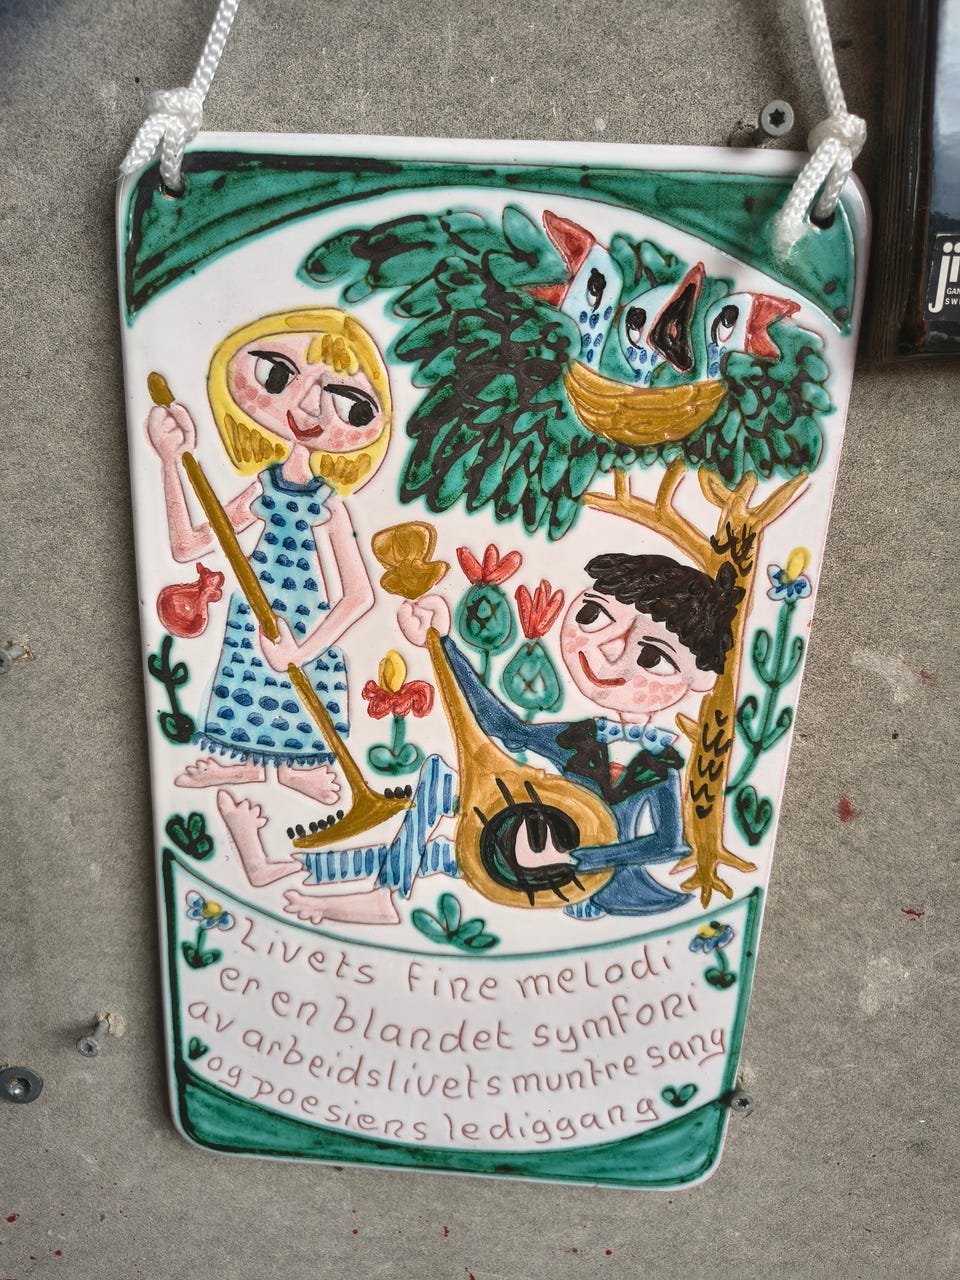 Livets fine melodi
er en blandet symfoni
av arbeidslivets muntre sang
og poesiens lediggang